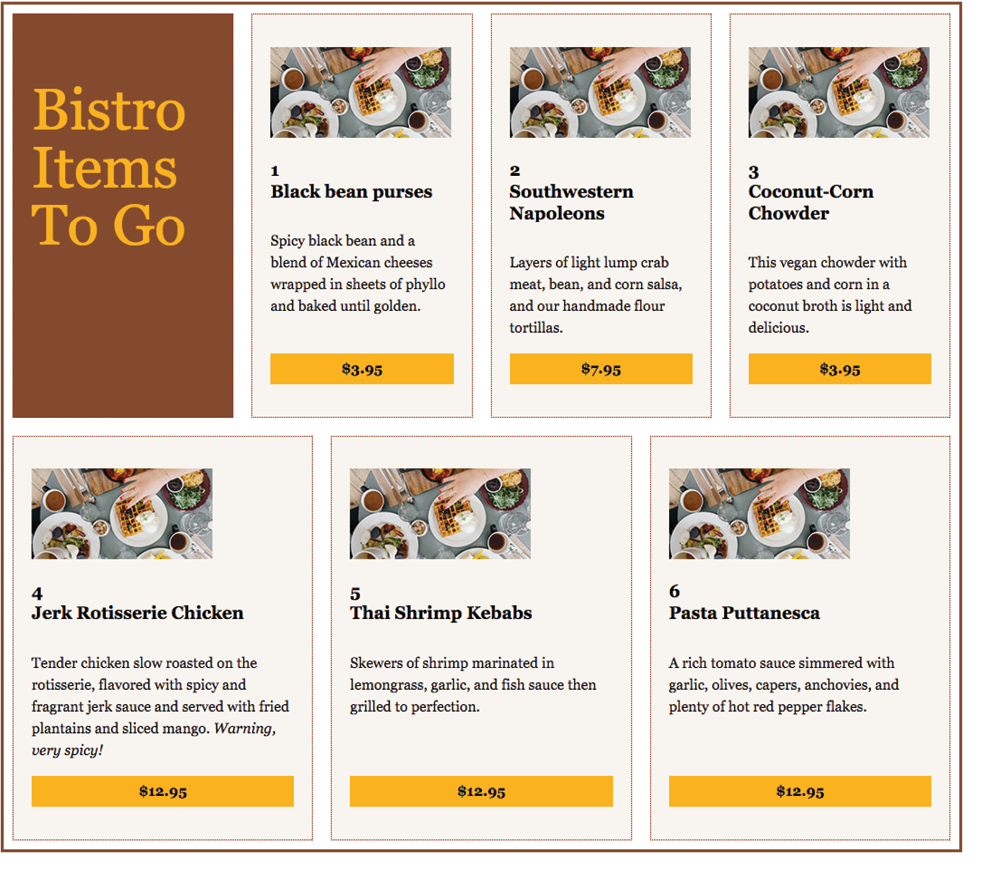 Bistro
Items
To Go
1
Black bean purses
Spicy black bean and a
blend of Mexican cheeses
wrapped in sheets of phyllo
and baked until golden.
$3.95
2
Southwestern
Napoleons
Layers of light lump crab
meat, bean, and corn salsa,
and our handmade flour
tortillas.
$7.95
3
Coconut-Corn
Chowder
This vegan chowder with
potatoes and corn in a
coconut broth is light and
delicious.
$3.95
4
Jerk Rotisserie Chicken
Tender chicken slow roasted on the
rotisserie, flavored with spicy and
fragrant jerk sauce and served with fried
plantains and sliced mango. Warning,
very spicy!
$12.95
5
Thai Shrimp Kebabs
Skewers of shrimp marinated in
lemongrass, garlic, and fish sauce then
grilled to perfection.
$12.95
6
Pasta Puttanesca
A rich tomato sauce simmered with
garlic, olives, capers, anchovies, and
plenty of hot red pepper flakes.
$12.95